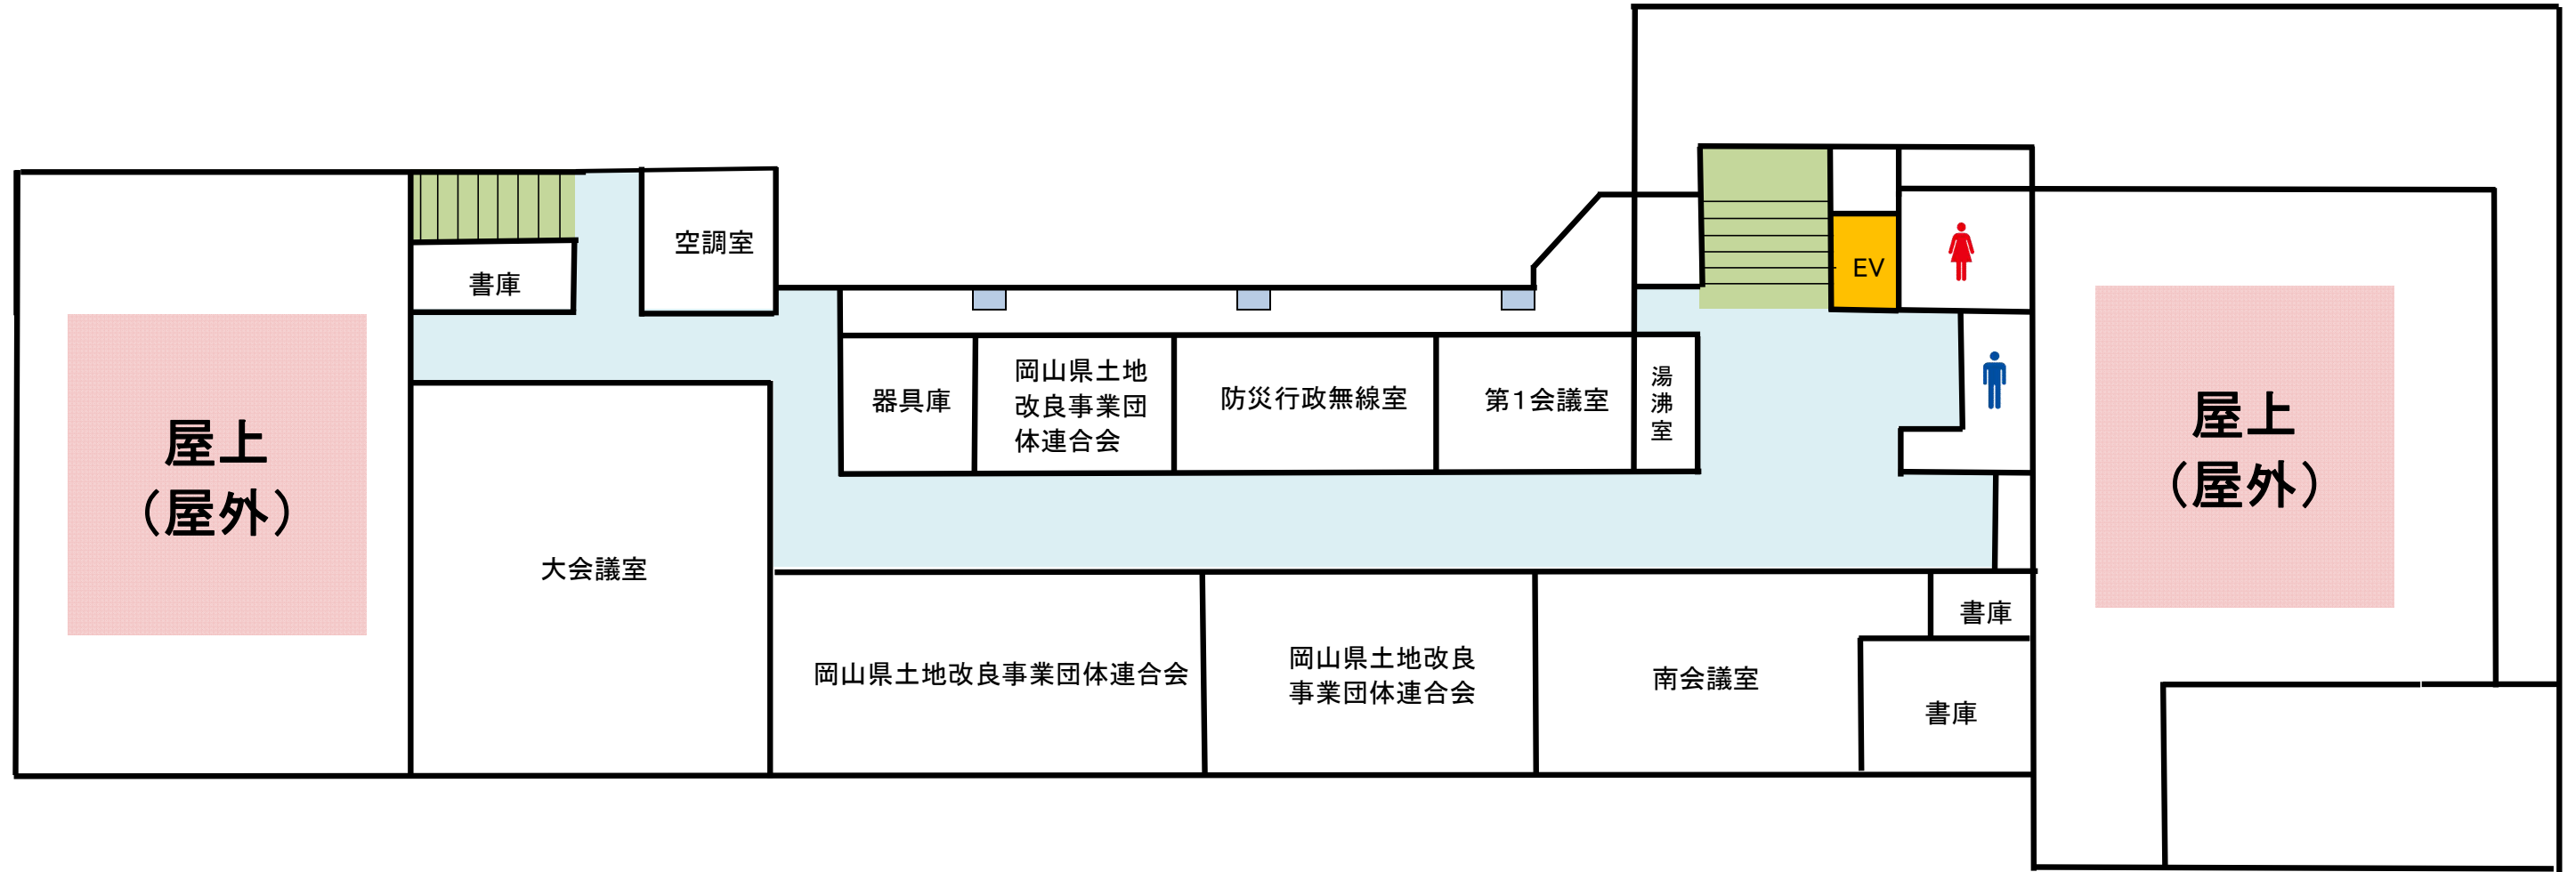 空調室
書庫
EV
屋上
（屋外）
器具庫
岡山県土地
改良事業団
体連合会
防災行政無線室
第1会議室
湯
沸
室
屋上
（屋外）
大会議室
岡山県土地改良事業団体連合会
岡山県土地改良
事業団体連合会
南会議室
書庫
書庫